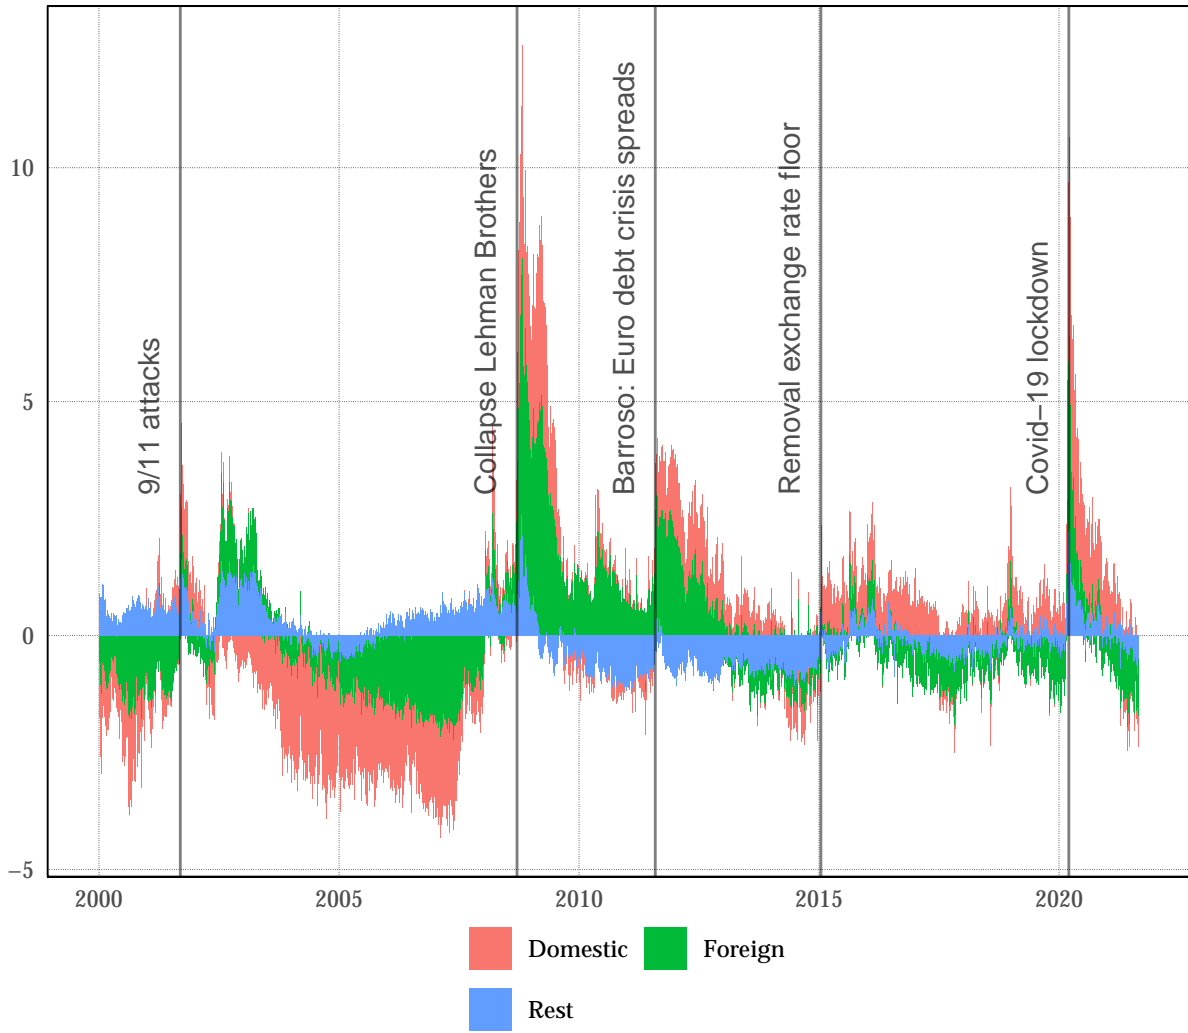 10
5
0
−5
9/11 attacks
Collapse Lehman Brothers
Barroso: Euro debt crisis spreads
Removal exchange rate floor
Covid−19 lockdown
2000
2005
2010
2015
2020
Domestic
Foreign
Rest